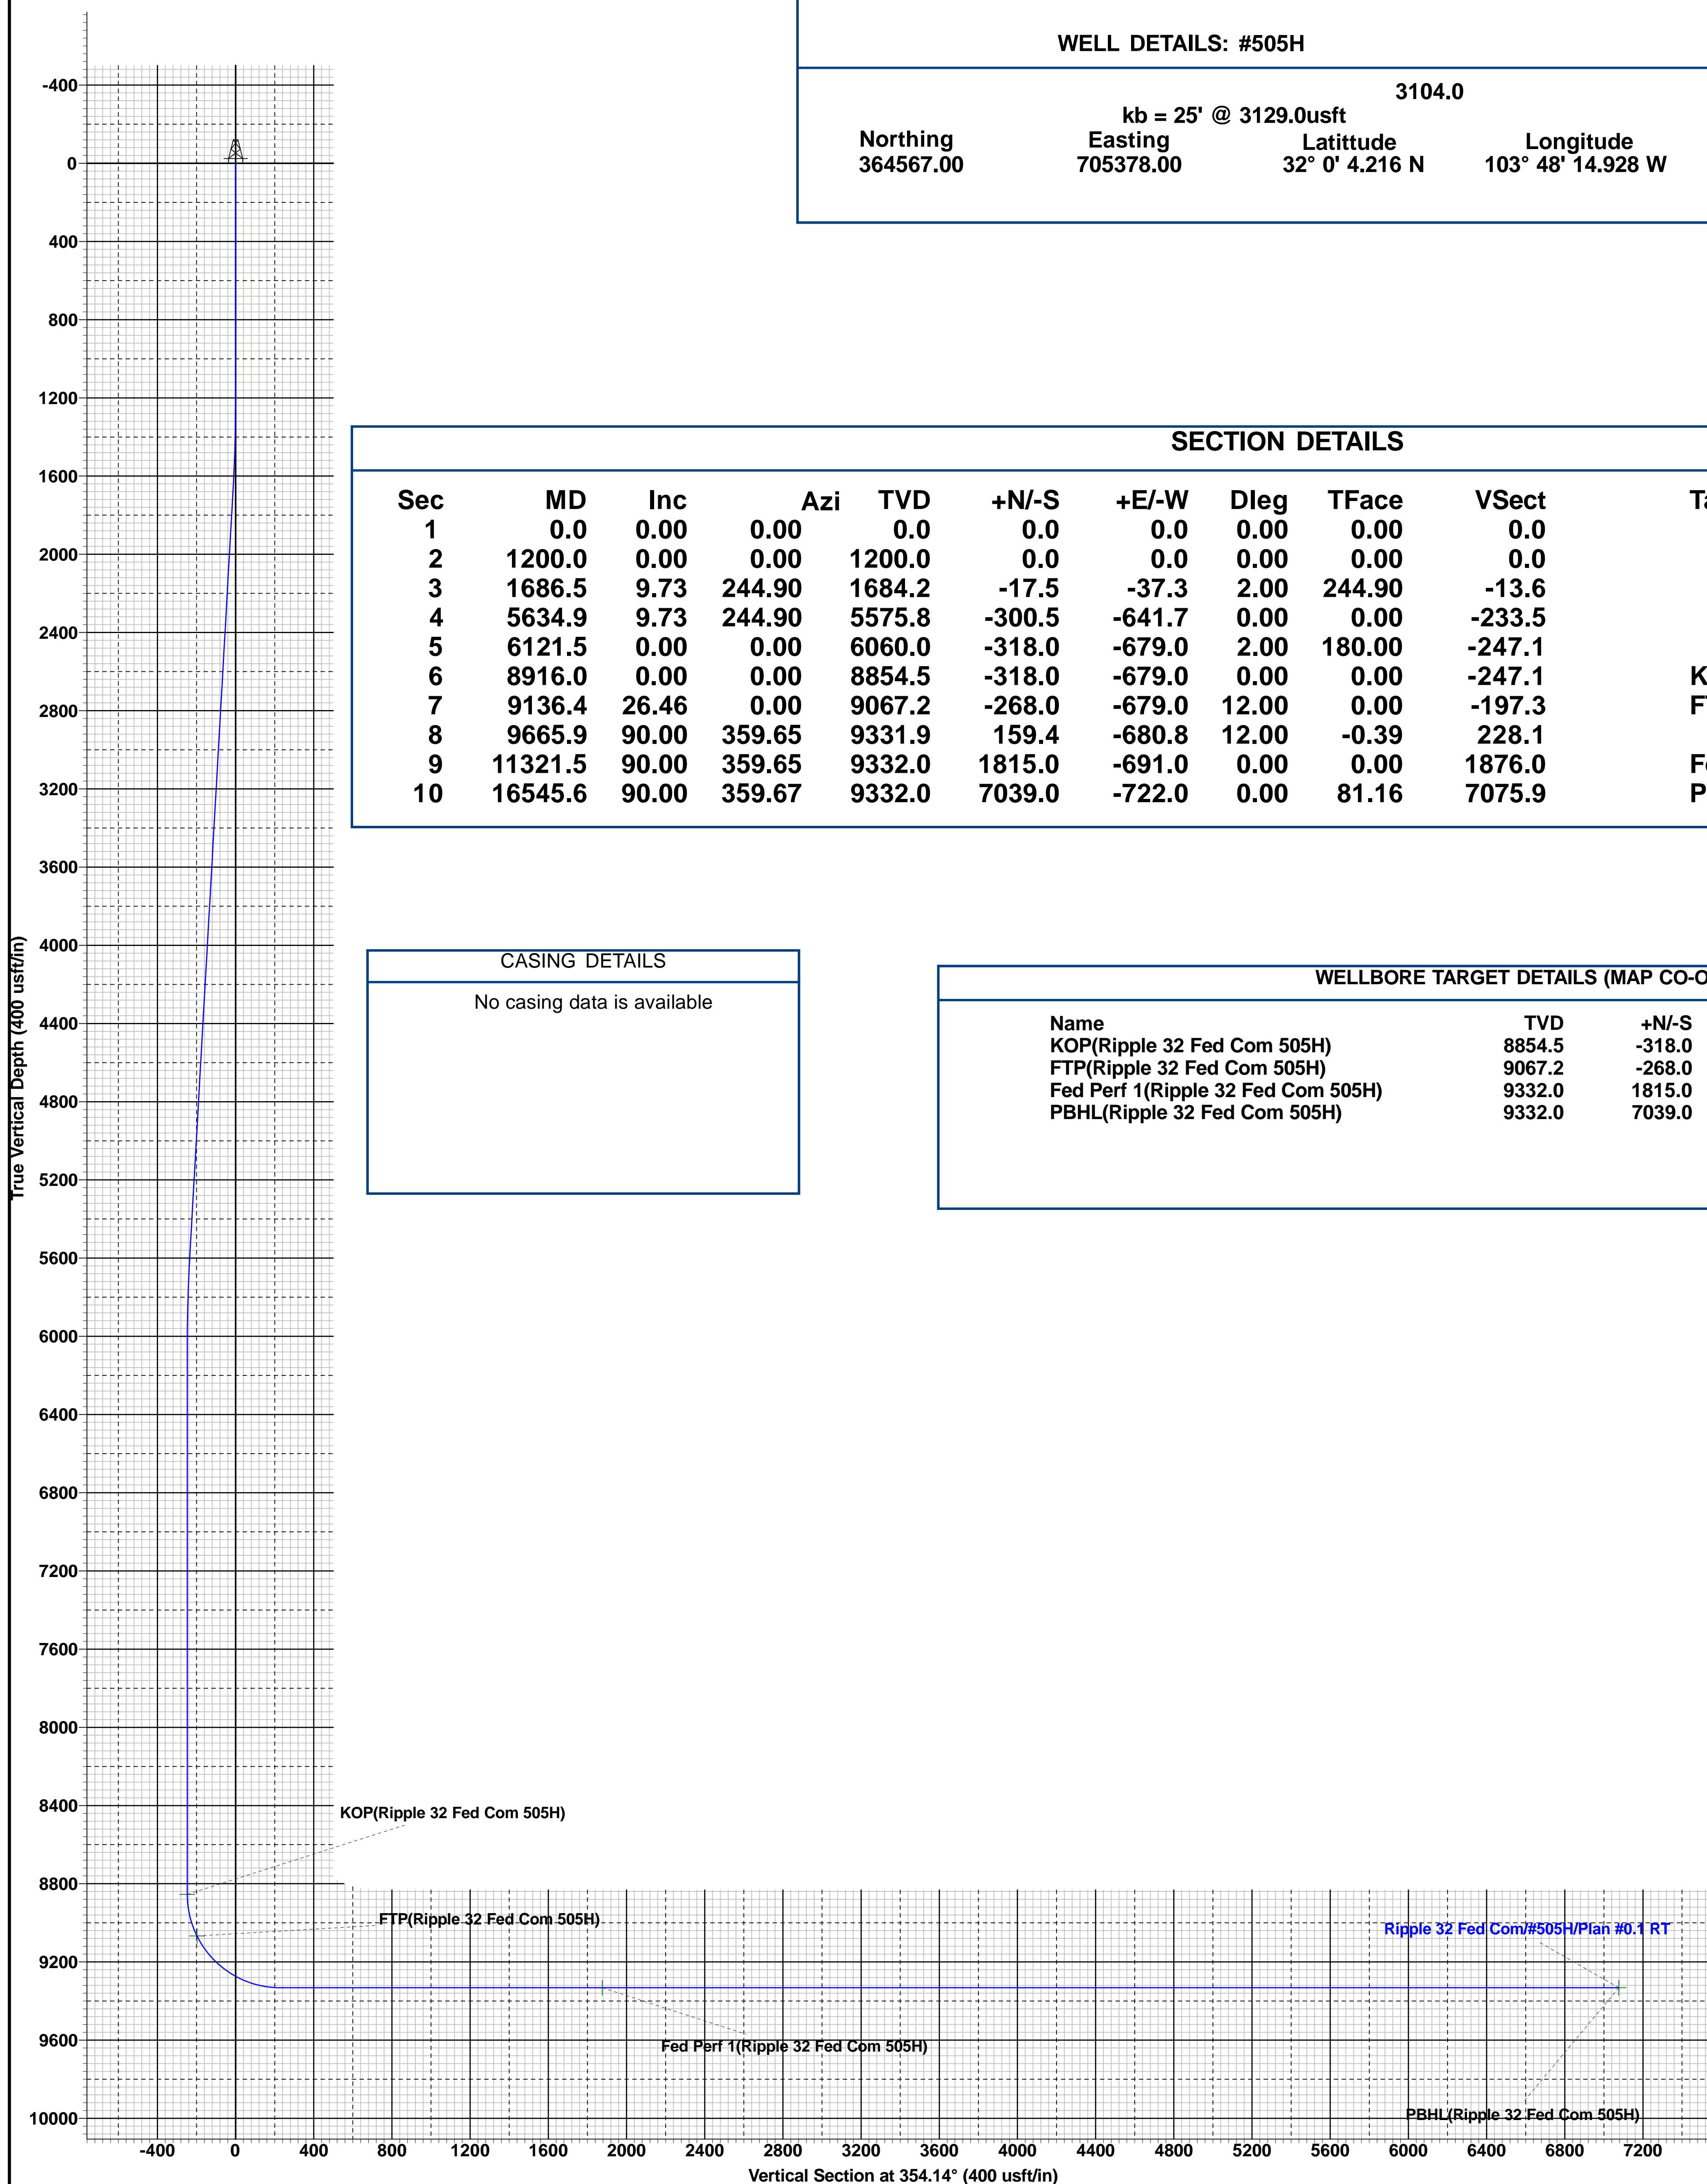 WELL DETAILS: #505H
3104.0
kb = 25' @ 3129.0usft
Northing Easting Latittude Longitude
364567.00 705378.00 32° 0' 4.216 N 103° 48' 14.928 W
-400
0
400
800
1200
1600
2000
2400
2800
3200
3600
4000
4400
4800
5200
5600
6000
6400
6800
7200
7600
8000
8400
8800
9200
9600
10000
True Vertical Depth (400 usft/in)
SECTION DETAILS
Sec MD Inc Azi TVD +N/-S +E/-W Dleg TFace VSect Ta
1 0.0 0.00 0.00 0.0 0.0 0.0 0.00 0.00 0.0
2 1200.0 0.00 0.00 1200.0 0.0 0.0 0.00 0.00 0.0
3 1686.5 9.73 244.90 1684.2 -17.5 -37.3 2.00 244.90 -13.6
4 5634.9 9.73 244.90 5575.8 -300.5 -641.7 0.00 0.00 -233.5
5 6121.5 0.00 0.00 6060.0 -318.0 -679.0 2.00 180.00 -247.1
6 8916.0 0.00 0.00 8854.5 -318.0 -679.0 0.00 0.00 -247.1 K
7 9136.4 26.46 0.00 9067.2 -268.0 -679.0 12.00 0.00 -197.3 F
8 9665.9 90.00 359.65 9331.9 159.4 -680.8 12.00 -0.39 228.1
9 11321.5 90.00 359.65 9332.0 1815.0 -691.0 0.00 0.00 1876.0 Fe
10 16545.6 90.00 359.67 9332.0 7039.0 -722.0 0.00 81.16 7075.9 P
CASING DETAILS
No casing data is available
WELLBORE TARGET DETAILS (MAP CO-O
Name TVD +N/-S
KOP(Ripple 32 Fed Com 505H) 8854.5 -318.0
FTP(Ripple 32 Fed Com 505H) 9067.2 -268.0
Fed Perf 1(Ripple 32 Fed Com 505H) 9332.0 1815.0
PBHL(Ripple 32 Fed Com 505H) 9332.0 7039.0
KOP(Ripple 32 Fed Com 505H)
FTP(Ripple 32 Fed Com 505H)
Ripple 32 Fed Com/#505H/Plan #0.1 RT
Fed Perf 1(Ripple 32 Fed Com 505H)
PBHL(Ripple 32 Fed Com 505H)
-400 0 400 800 1200 1600 2000 2400 2800 3200 3600 4000 4400 4800 5200 5600 6000 6400 6800 7200
Vertical Section at 354.14° (400 usft/in)